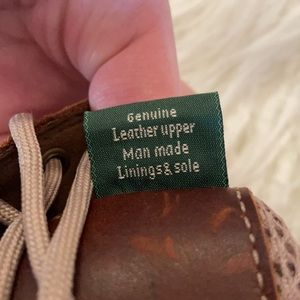 Genuine
Leather upper
Man made
Linings & sole